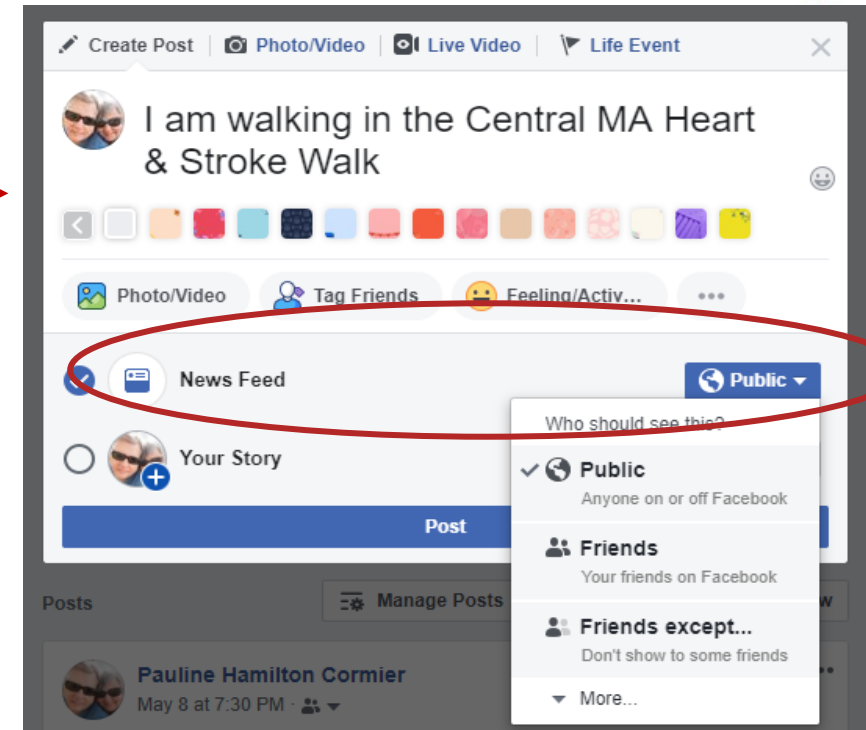 Create Post Photo/Video Live Video Life Event
I am walking in the Central MA Heart
& Stroke Walk
Photo/Video Tag Friends Feeling/Activ... •••
News Feed Public
Who should see this?
Your Story
Public
Anyone on or off Facebook
Post
Friends
Your friends on Facebook
Posts Manage Posts
Friends except...
Don't show to some friends
Pauline Hamilton Cormier
May 8 at 7:30 PM ·
More...